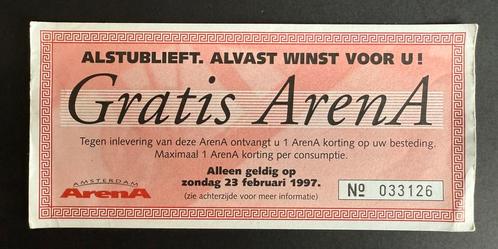 ALSTUBLIEFT. ALVAST WINST VOOR U!
Gratis ArenA
Tegen inlevering van deze ArenA ontvangt u 1 ArenA korting op uw besteding.
Maximaal 1 ArenA korting per consumptie.
Alleen geldig op
zondag 23 februari 1997.
(zie achterzijde voor meer informatie)
AMSTERDAM
ArenA
Nº 033126